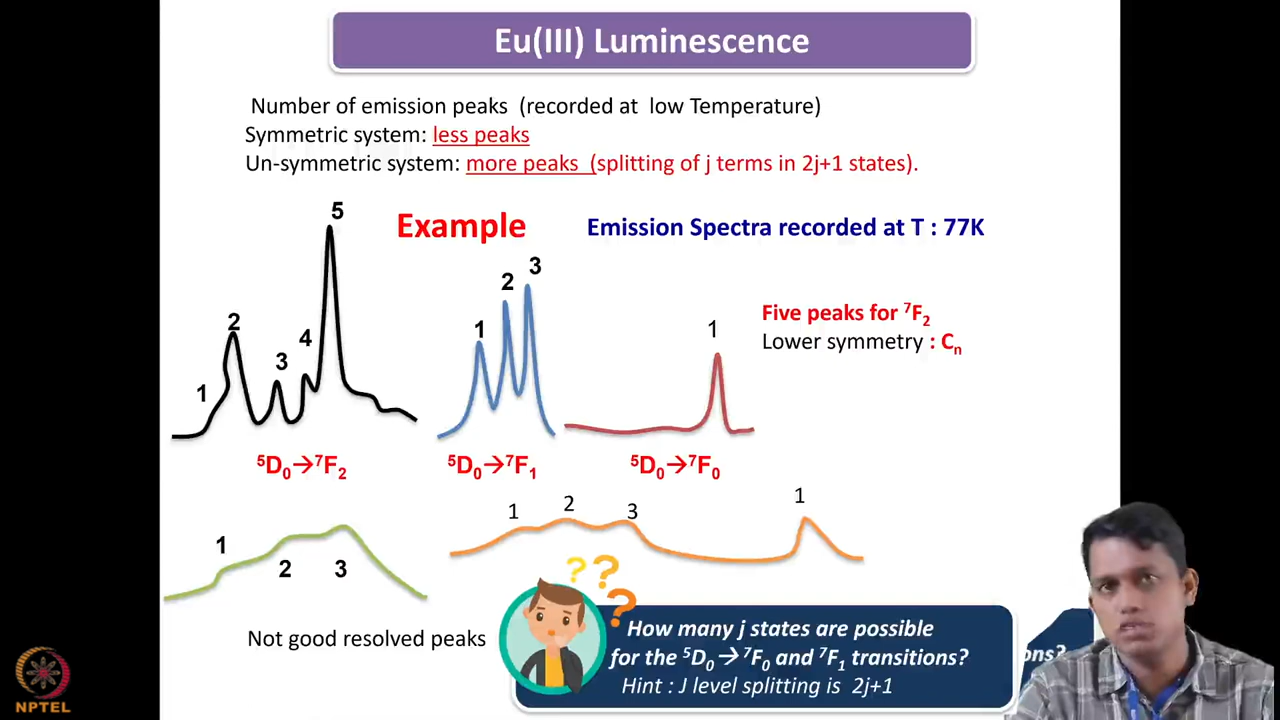 Eu(III) Luminescence
Number of emission peaks (recorded at low Temperature)
Symmetric system: less peaks
Un-symmetric system: more peaks (splitting of j terms in 2j+1 states).
Example
Emission Spectra recorded at T : 77K
1 2 3 4 5
1 2 3
1
Five peaks for ⁷F₂
Lower symmetry : Cₙ
⁵D₀→⁷F₂
⁵D₀→⁷F₁
⁵D₀→⁷F₀
1 2 3
1 2 3
1
Not good resolved peaks
? ? ?
How many j states are possible
for the ⁵D₀→⁷F₀ and ⁷F₁ transitions?
Hint : J level splitting is 2j+1
ons?
NPTEL